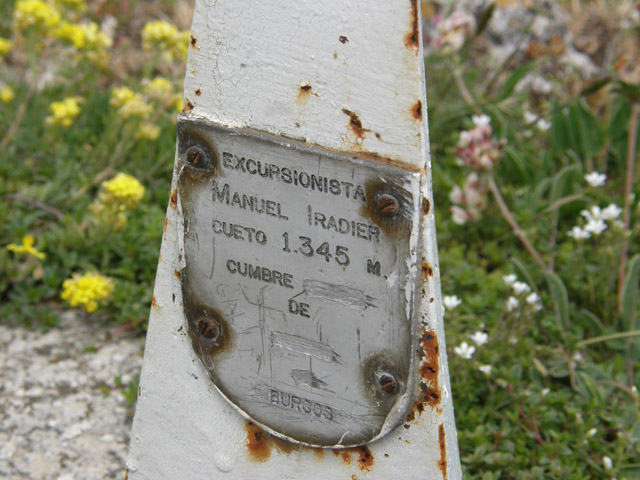 EXCURSIONISTA
MANUEL IRADIER
CUETO 1.345 M.
CUMBRE
DE
BURGOS